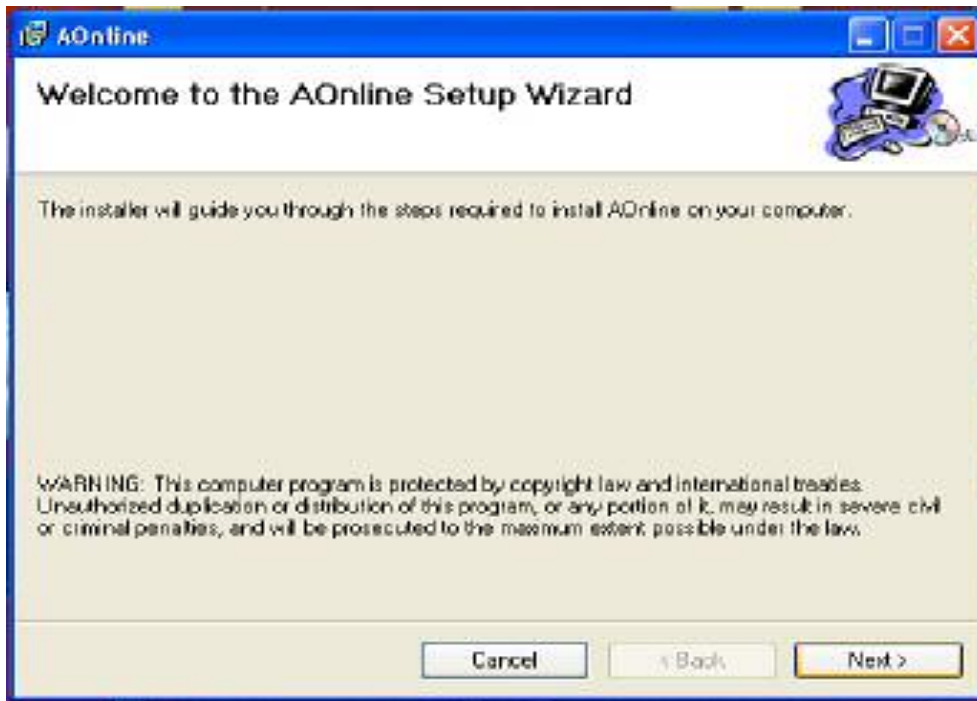 AOnline
Welcome to the AOnline Setup Wizard
The installer will guide you through the steps required to install AOnline on your computer.
WARNING: This computer program is protected by copyright law and international treaties.
Unauthorized duplication or distribution of this program, or any portion of it, may result in severe civil
or criminal penalties, and will be prosecuted to the maximum extent possible under the law.
Cancel
< Back
Next >